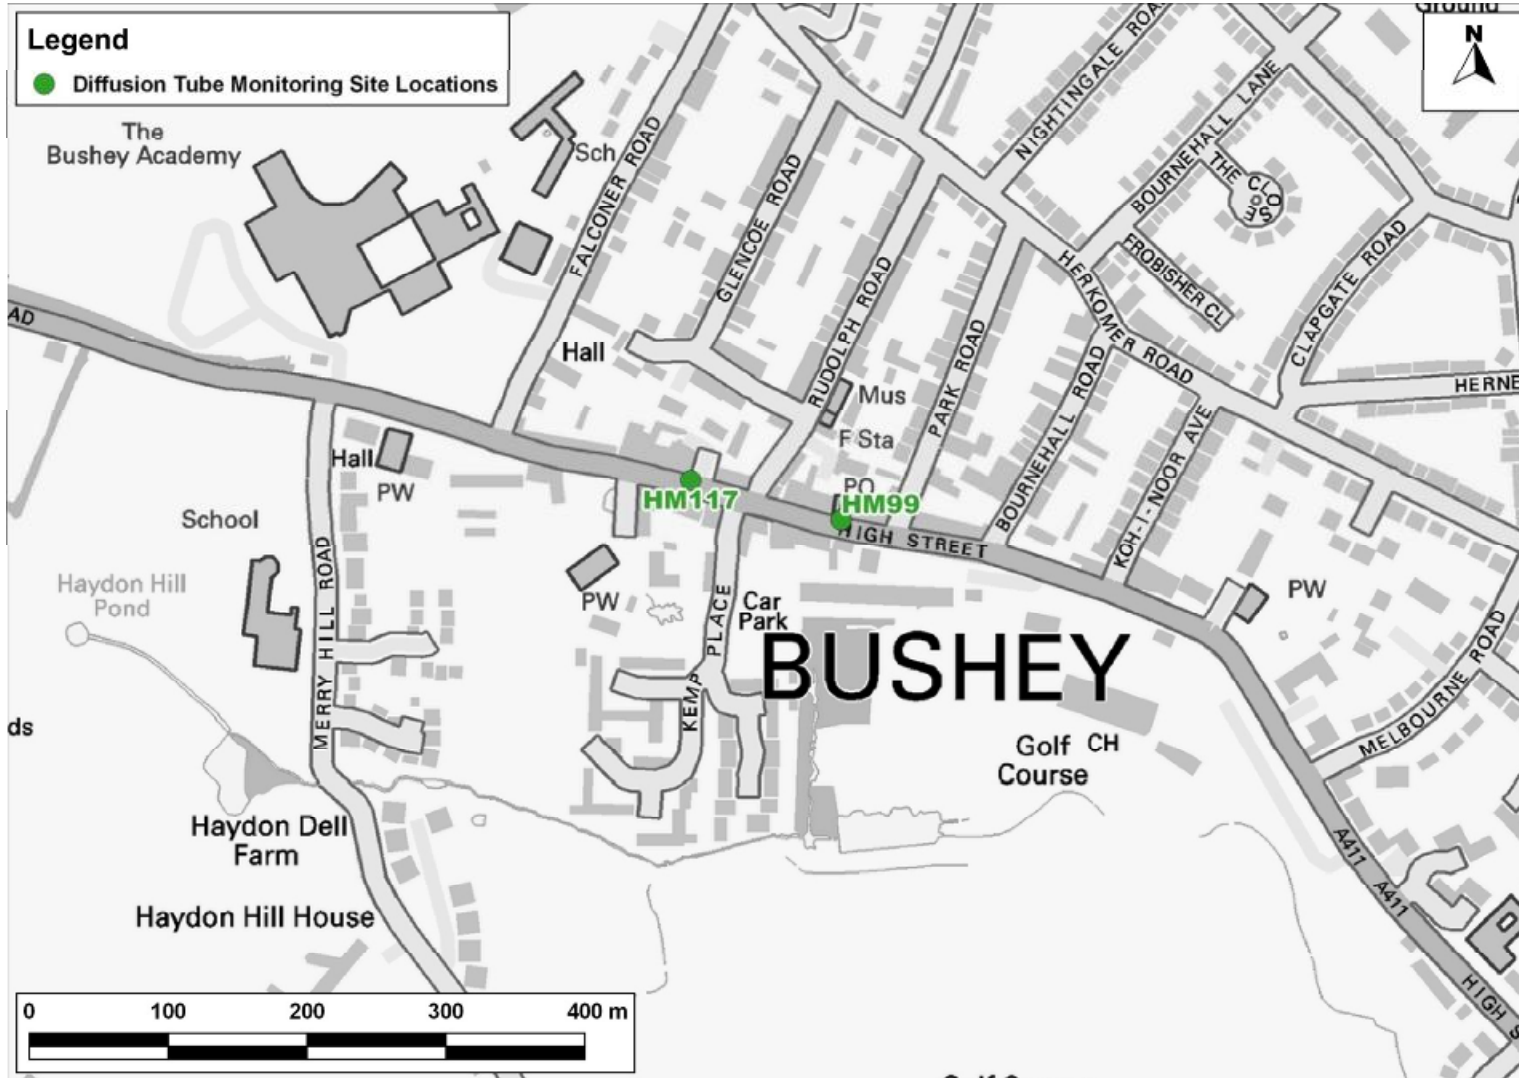 Legend
Diffusion Tube Monitoring Site Locations
N
The
Bushey Academy
Sch
FALCONER ROAD
GLENCOE ROAD
NIGHTINGALE ROA
BOURNEHALL LANE
THE CLOSE
FROBISHER CL
CLAPGATE ROAD
HERKOMER ROAD
HERNE
AD
Hall
RUDOLPH ROAD
Mus
F Sta
PARK ROAD
BOURNEHALL ROAD
KOH-I-NOOR AVE
Hall
PW
HM117
PO
HM99
HIGH STREET
School
MERRY HILL ROAD
Haydon Hill
Pond
PW
KEMP PLACE
Car
Park
BUSHEY
PW
MELBOURNE ROAD
ds
Golf
Course
CH
Haydon Dell
Farm
Haydon Hill House
A411
A411
HIGH S
0 100 200 300 400 m